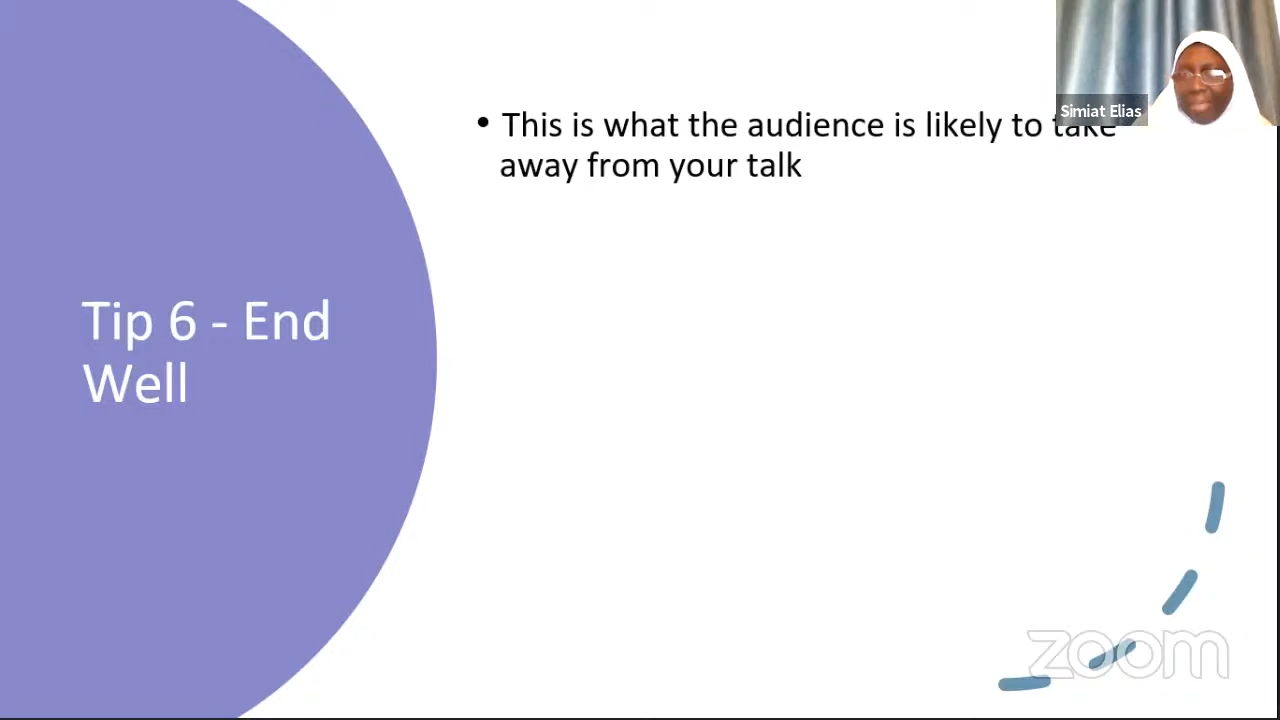 Simiat Elias
• This is what the audience is likely to take
away from your talk
Tip 6 - End
Well
zoom